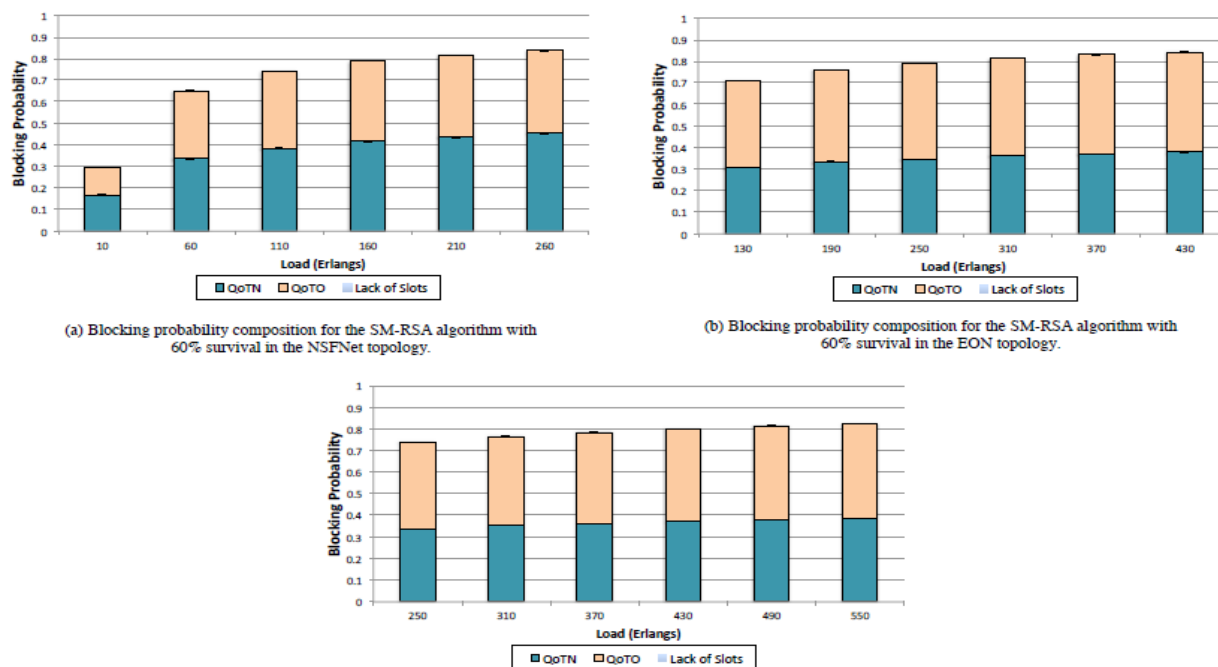 1
0.9
0.8
0.7
0.6
0.5
0.4
0.3
0.2
0.1
0
Blocking Probability
10 60 110 160 210 260
Load (Erlangs)
QoTN QoTO Lack of Slots
(a) Blocking probability composition for the SM-RSA algorithm with
60% survival in the NSFNet topology.
1
0.9
0.8
0.7
0.6
0.5
0.4
0.3
0.2
0.1
0
Blocking Probability
130 190 250 310 370 430
Load (Erlangs)
QoTN QoTO Lack of Slots
(b) Blocking probability composition for the SM-RSA algorithm with
60% survival in the EON topology.
1
0.9
0.8
0.7
0.6
0.5
0.4
0.3
0.2
0.1
0
Blocking Probability
250 310 370 430 490 550
Load (Erlangs)
QoTN QoTO Lack of Slots